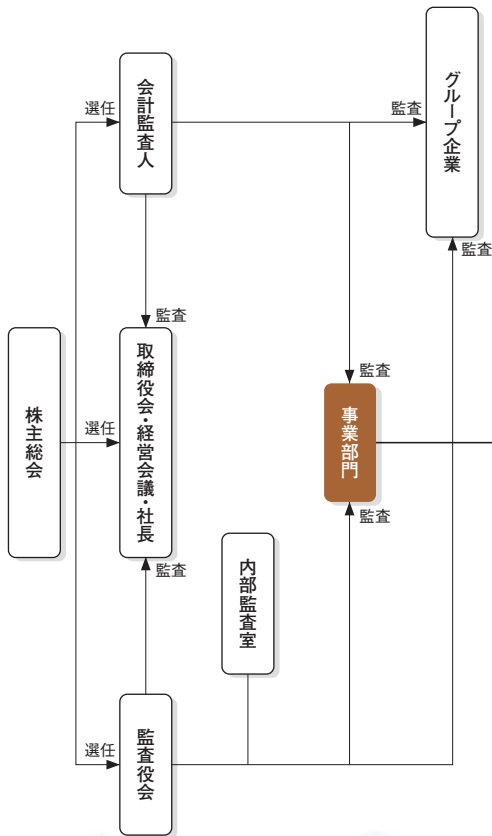 グループ企業
会計監査人
選任
監査
監査
監査
監査
取締役会・経営会議・社長
株主総会
選任
事業部門
監査
監査
内部監査室
選任
監査役会